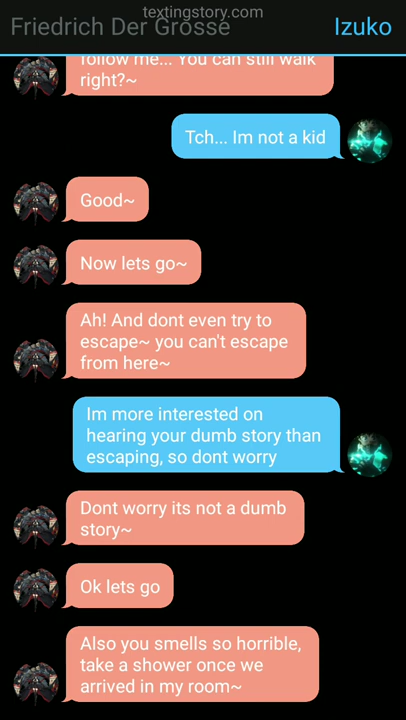 textingstory.com
Friedrich Der Grosse
Izuko
follow me... You can still walk
right?~
Tch... Im not a kid
Good~
Now lets go~
Ah! And dont even try to
escape~ you can't escape
from here~
Im more interested on
hearing your dumb story than
escaping, so dont worry
Dont worry its not a dumb
story~
Ok lets go
Also you smells so horrible,
take a shower once we
arrived in my room~